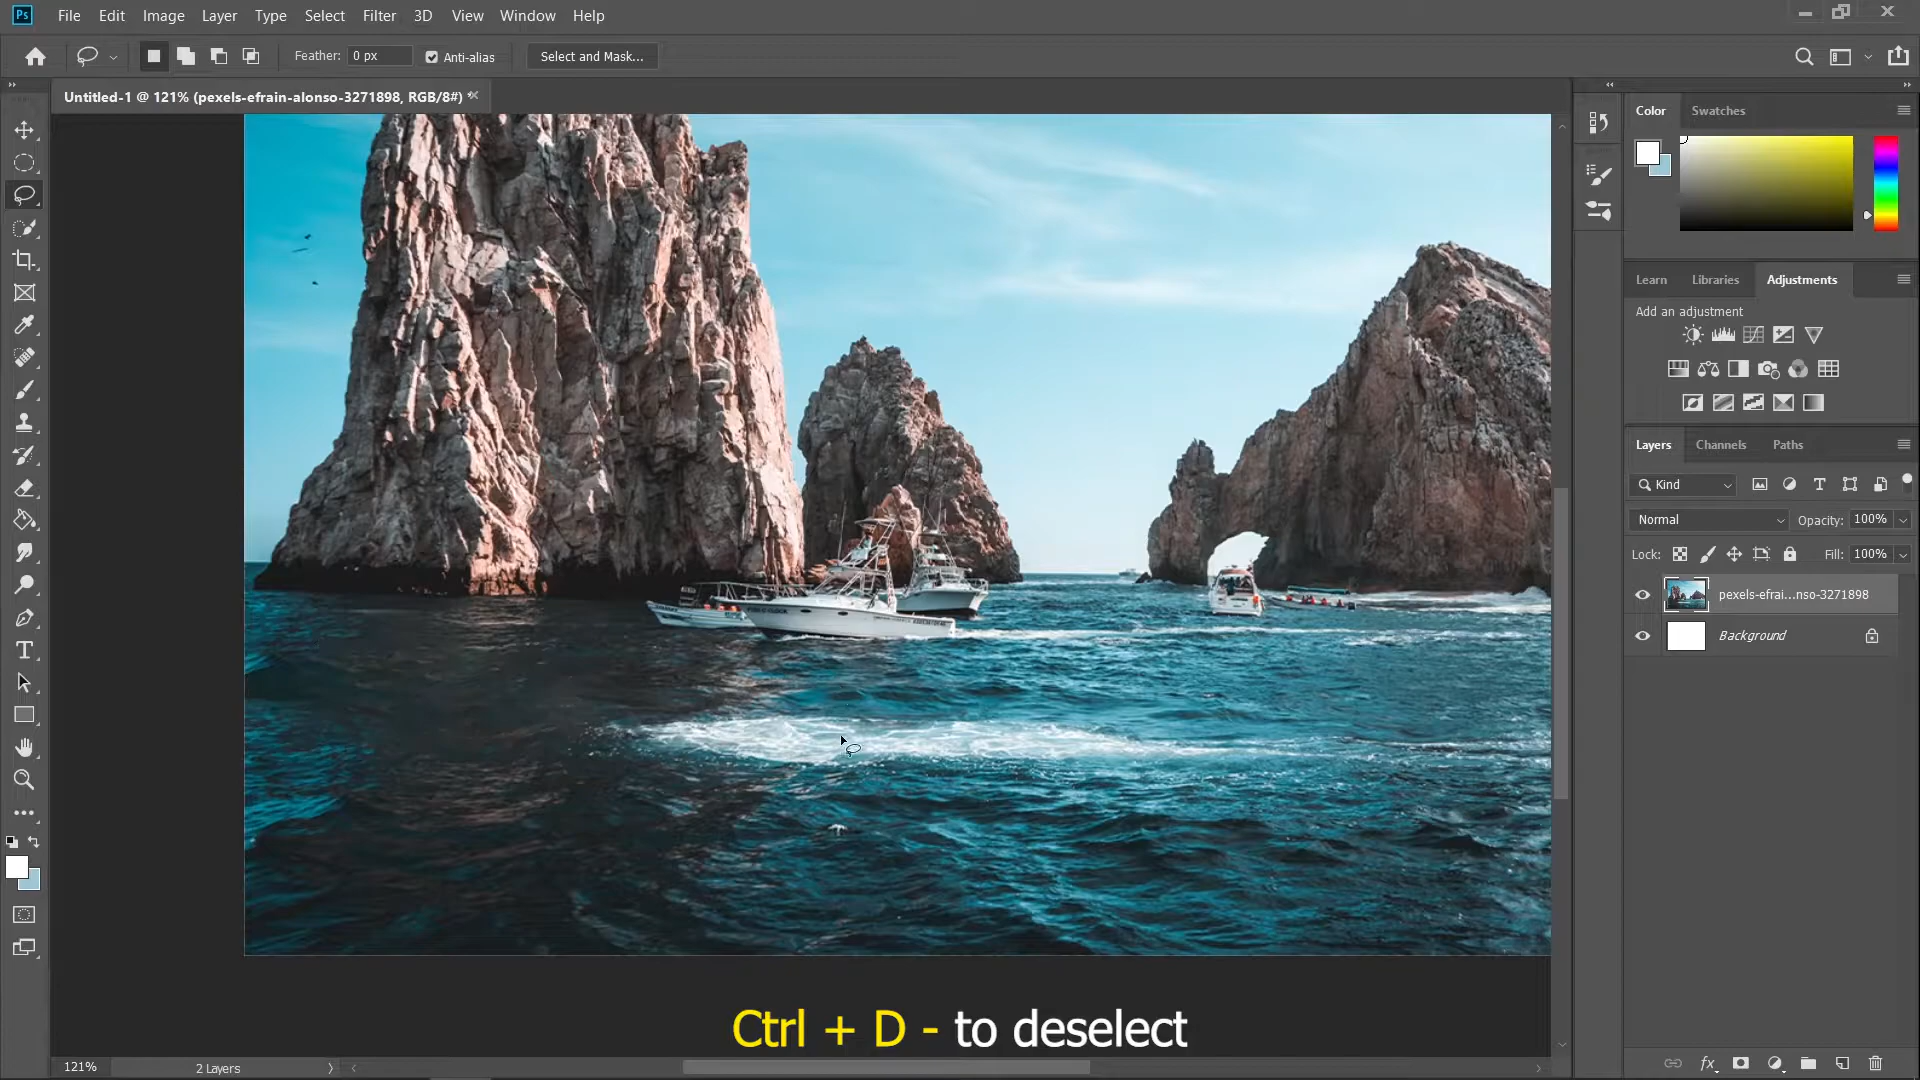 Ps File Edit Image Layer Type Select Filter 3D View Window Help
Feather: 0 px Anti-alias Select and Mask...
Untitled-1 @ 121% (pexels-efrain-alonso-3271898, RGB/8#) *
Color Swatches
Learn Libraries Adjustments
Add an adjustment
Layers Channels Paths
Kind
Normal Opacity: 100%
Lock: Fill: 100%
pexels-efrai...nso-3271898
Background
Ctrl + D - to deselect
121% 2 Layers